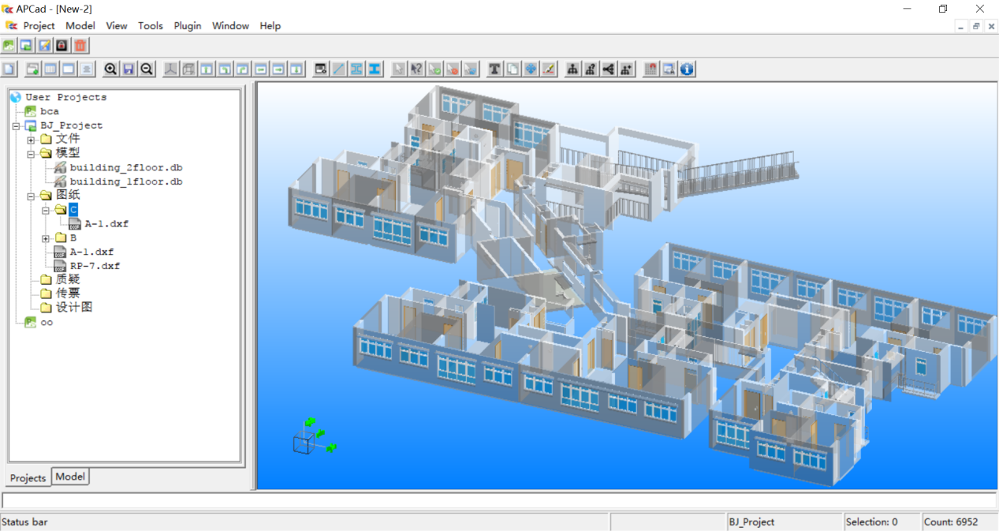 APCad - [New-2]
Project Model View Tools Plugin Window Help
User Projects
bca
BJ_Project
文件
模型
building_2floor.db
building_1floor.db
图纸
C
A-1.dxf
B
A-1.dxf
RP-7.dxf
质疑
传票
设计图
oo
Projects Model
Status bar BJ_Project Selection: 0 Count: 6952